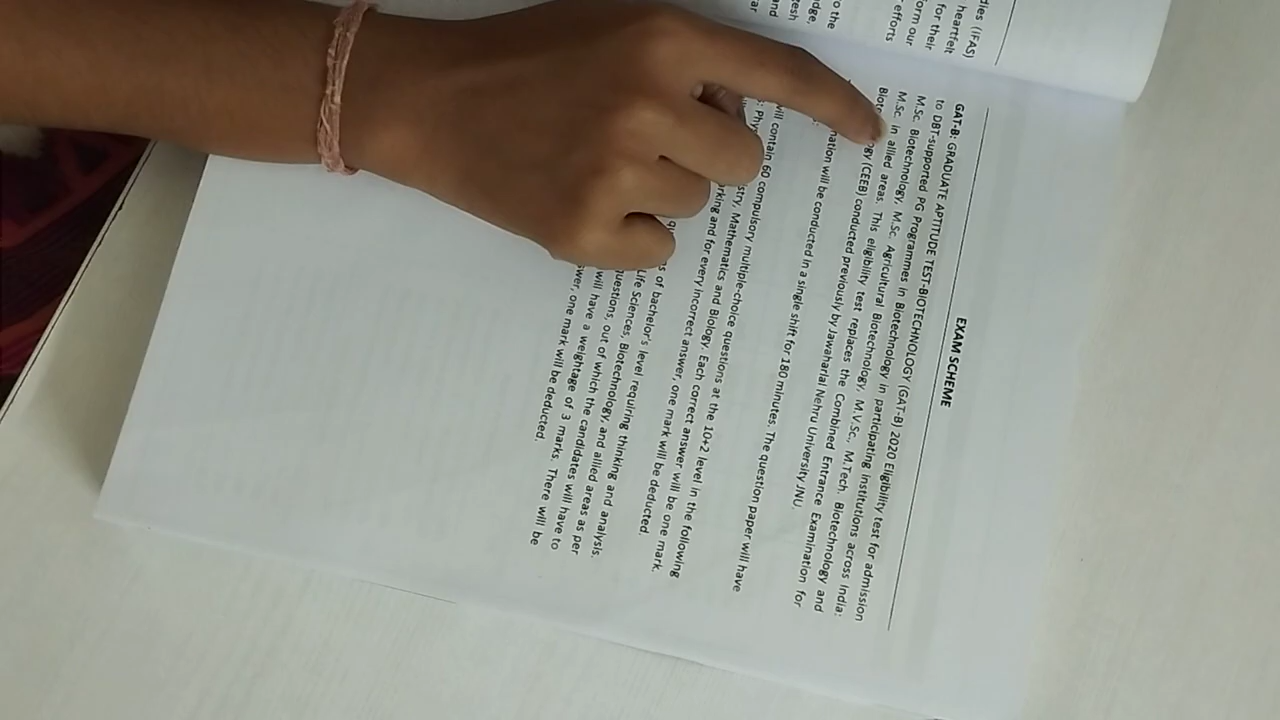 dies (IFAS)
heartfelt
for their
orm our
efforts
to the
dge,
gesh
and
ar
EXAM SCHEME
GAT-B: GRADUATE APTITUDE TEST-BIOTECHNOLOGY (GAT-B) 2020 Eligibility test for admission
to DBT-supported PG Programmes in Biotechnology in participating Institutions across India:
M.Sc. Biotechnology, M.Sc. Agricultural Biotechnology, M.V.Sc., M.Tech. Biotechnology and
M.Sc. in allied areas. This eligibility test replaces the Combined Entrance Examination for
gy (CEEB) conducted previously by Jawaharlal Nehru University JNU.
nation will be conducted in a single shift for 180 minutes. The question paper will have
will contain 60 compulsory multiple-choice questions at the 10+2 level in the following
stry, Mathematics and Biology. Each correct answer will be one mark.
rking and for every incorrect answer, one mark will be deducted.
s of bachelor's level requiring thinking and analysis.
Life Sciences, Biotechnology, and allied areas as per
uestions, out of which the candidates will have to
will have a weightage of 3 marks. There will be
wer, one mark will be deducted.